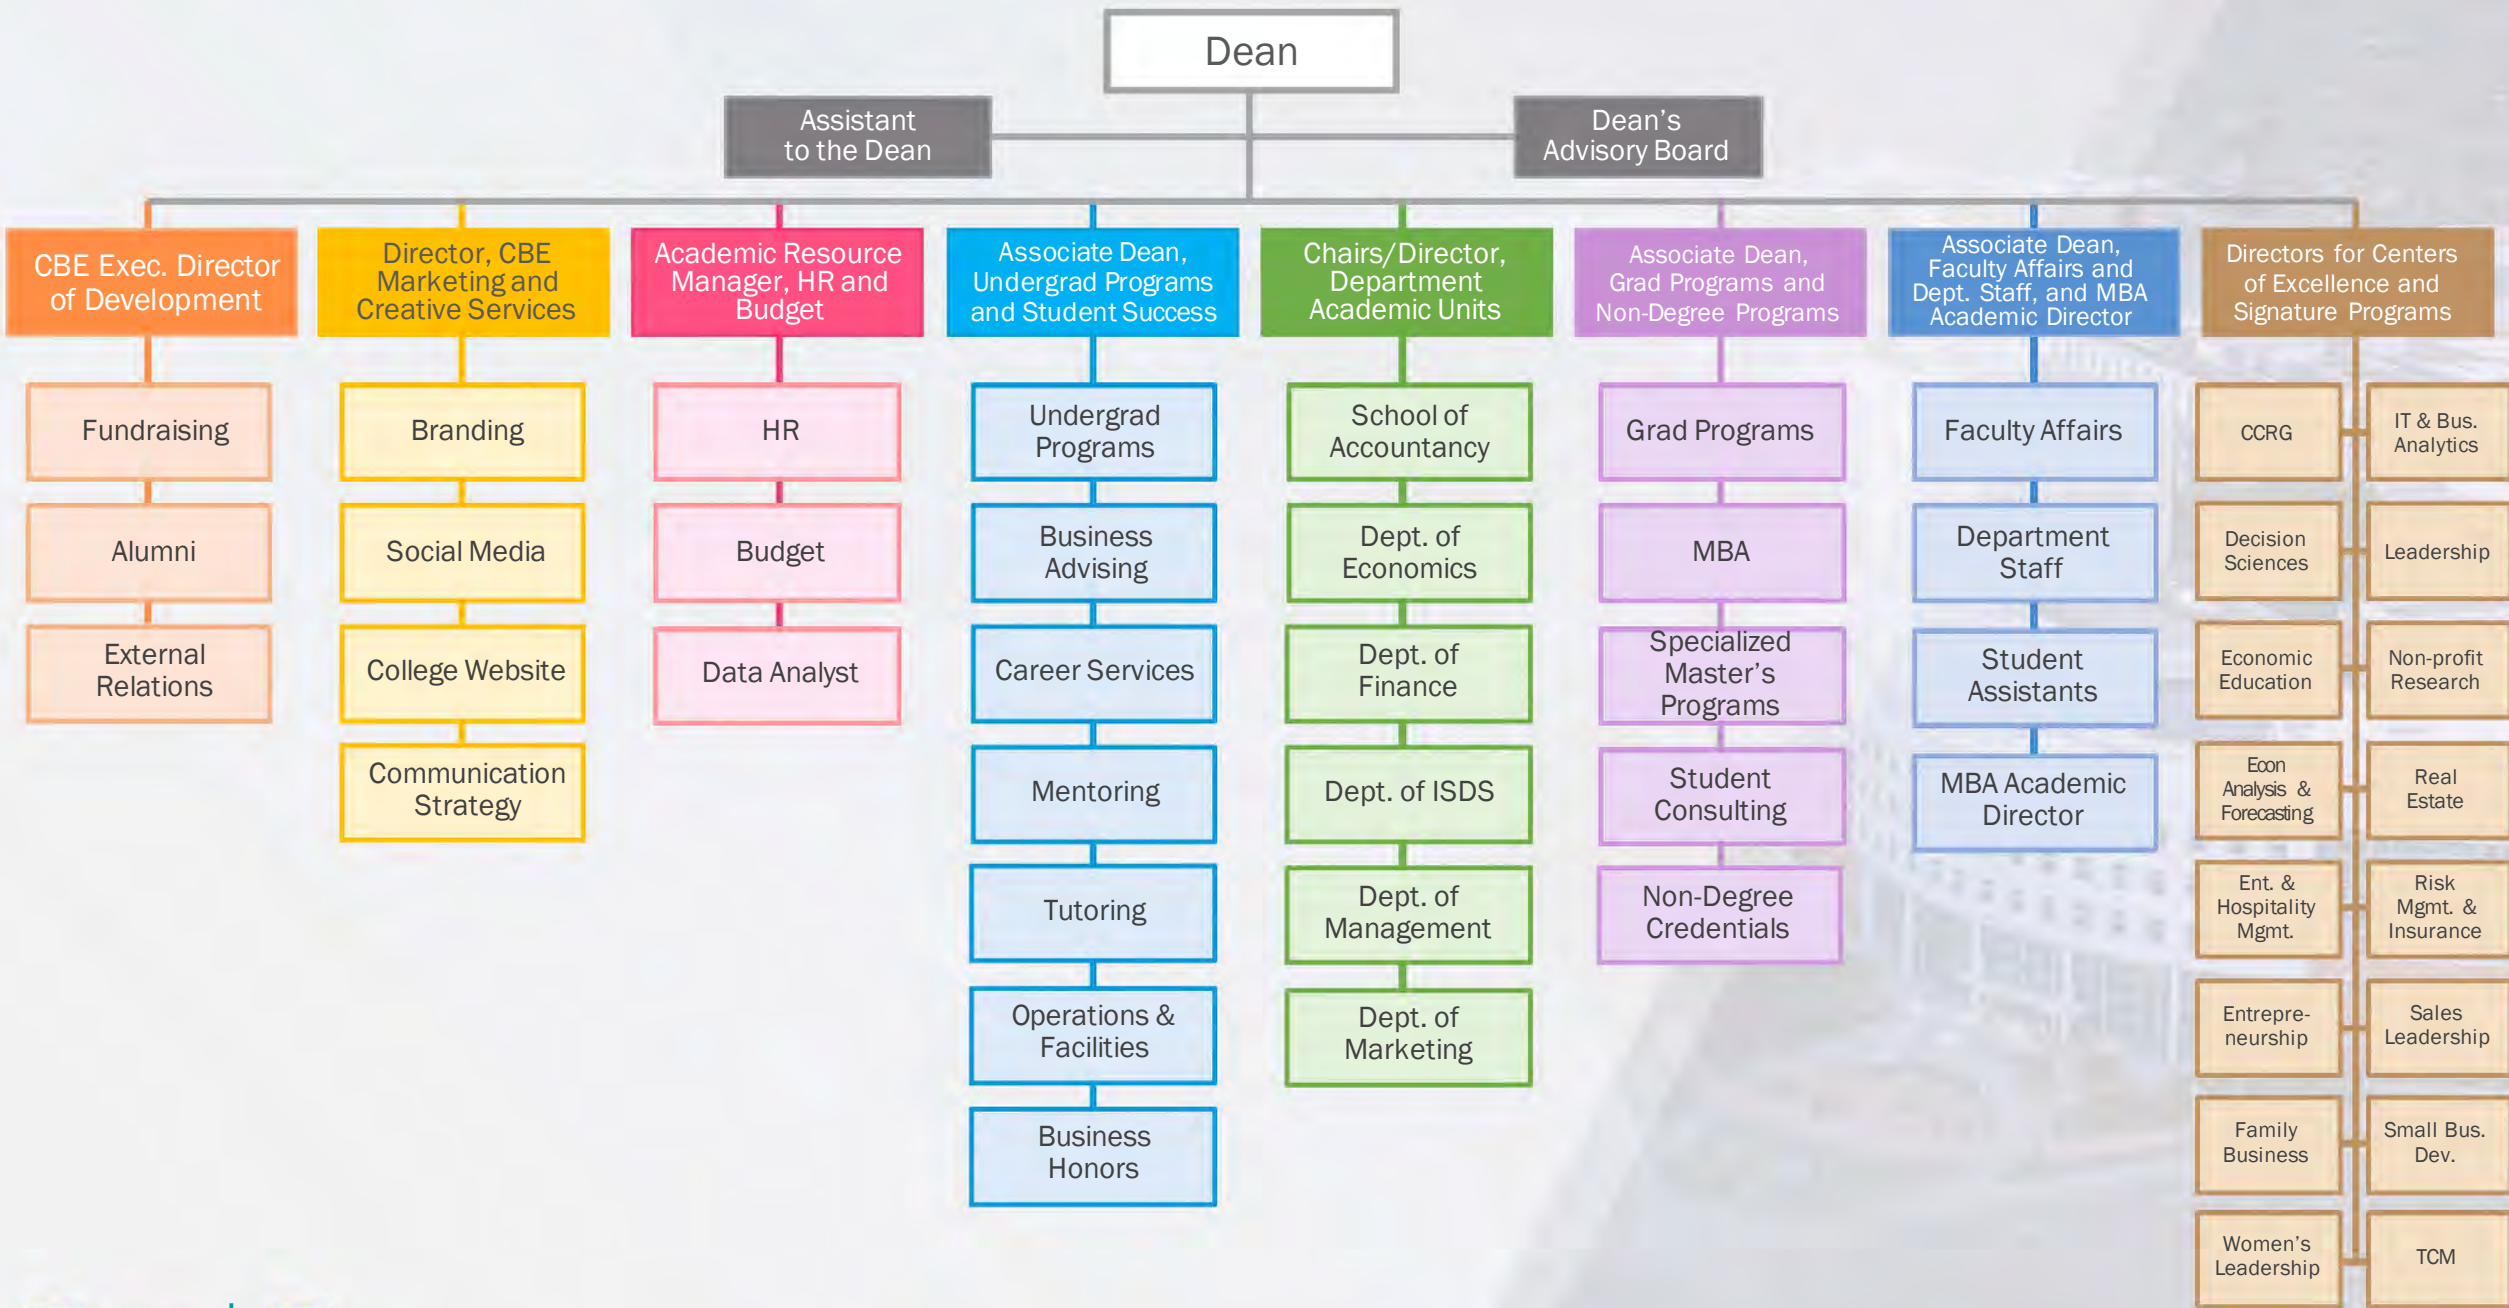 Dean
Assistant
to the Dean
Dean's
Advisory Board
CBE Exec. Director
of Development
Fundraising
Alumni
External
Relations
Director, CBE
Marketing and
Creative Services
Branding
Social Media
College Website
Communication
Strategy
Academic Resource
Manager, HR and
Budget
HR
Budget
Data Analyst
Associate Dean,
Undergrad Programs
and Student Success
Undergrad
Programs
Business
Advising
Career Services
Mentoring
Tutoring
Operations &
Facilities
Business
Honors
Chairs/Director,
Department
Academic Units
School of
Accountancy
Dept. of
Economics
Dept. of
Finance
Dept. of ISDS
Dept. of
Management
Dept. of
Marketing
Associate Dean,
Grad Programs and
Non-Degree Programs
Grad Programs
MBA
Specialized
Master's
Programs
Student
Consulting
Non-Degree
Credentials
Associate Dean,
Faculty Affairs and
Dept. Staff, and MBA
Academic Director
Faculty Affairs
Department
Staff
Student
Assistants
MBA Academic
Director
Directors for Centers
of Excellence and
Signature Programs
CCRG
IT & Bus.
Analytics
Decision
Sciences
Leadership
Economic
Education
Non-profit
Research
Econ
Analysis &
Forecasting
Real
Estate
Ent. &
Hospitality
Mgmt.
Risk
Mgmt. &
Insurance
Entrepre-
neurship
Sales
Leadership
Family
Business
Small Bus.
Dev.
Women's
Leadership
TCM